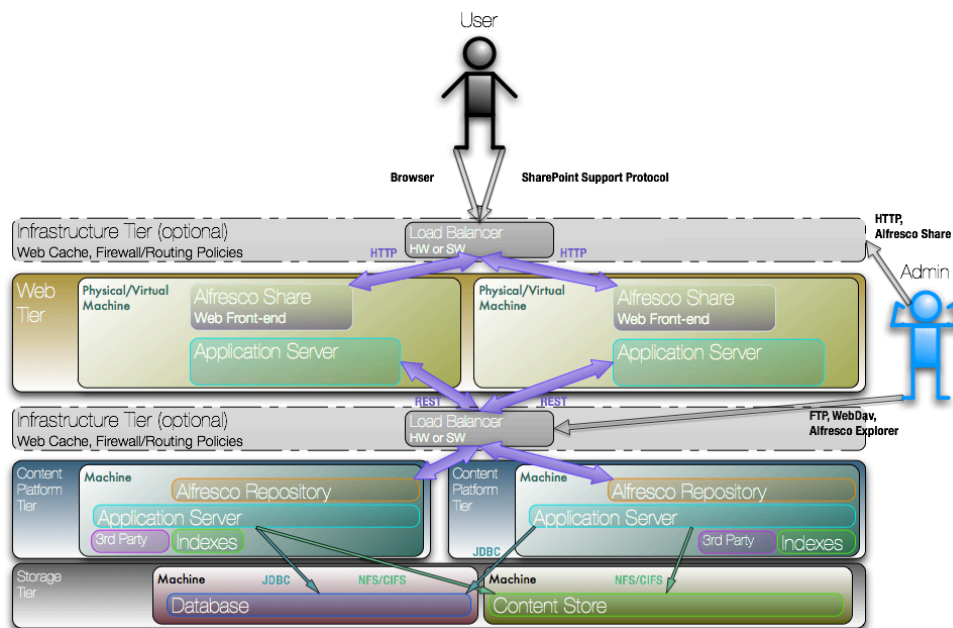 User
Browser
SharePoint Support Protocol
Infrastructure Tier (optional)
Web Cache, Firewall/Routing Policies
Load Balancer
HW or SW
HTTP
HTTP
HTTP,
Alfresco Share
Admin
Web
Tier
Physical/Virtual
Machine
Alfresco Share
Web Front-end
Application Server
Physical/Virtual
Machine
Alfresco Share
Web Front-end
Application Server
REST
REST
Infrastructure Tier (optional)
Web Cache, Firewall/Routing Policies
Load Balancer
HW or SW
FTP, WebDav,
Alfresco Explorer
Content
Platform
Tier
Machine
Alfresco Repository
Application Server
3rd Party
Indexes
Content
Platform
Tier
Machine
Alfresco Repository
Application Server
3rd Party
Indexes
JDBC
Storage
Tier
Machine
JDBC
NFS/CIFS
Database
Machine
NFS/CIFS
Content Store